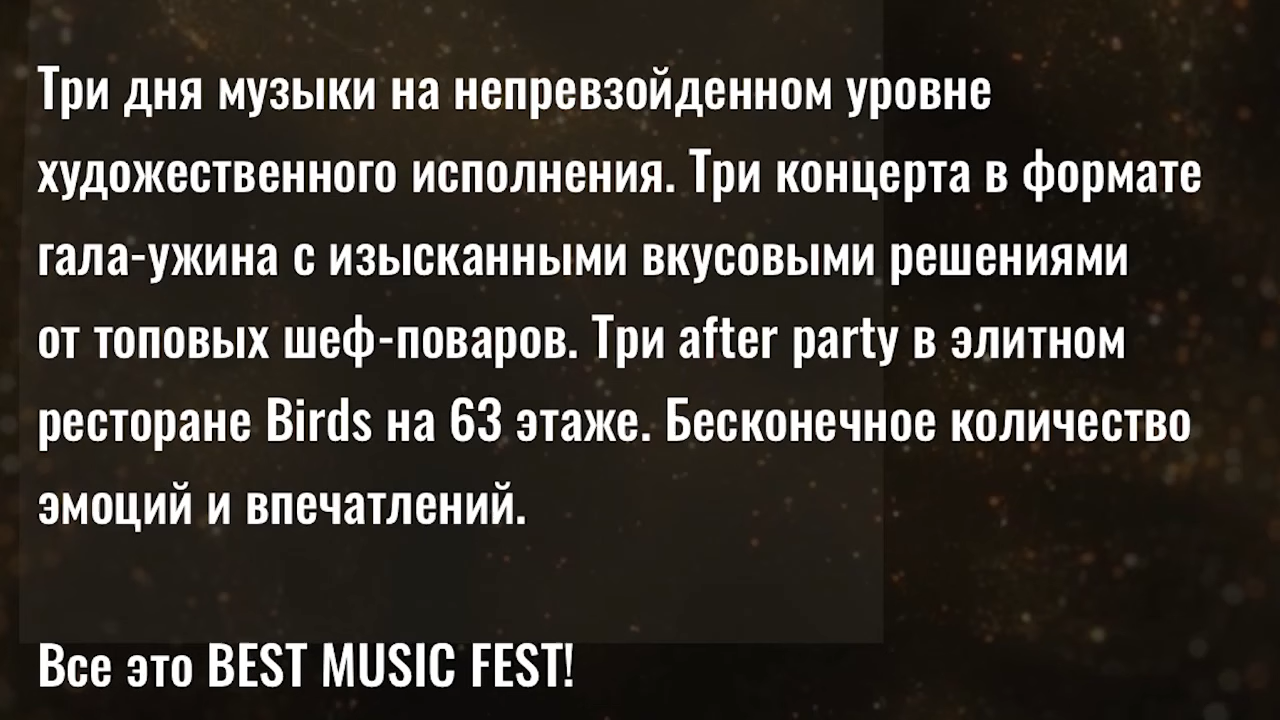 Три дня музыки на непревзойденном уровне
художественного исполнения. Три концерта в формате
гала-ужина с изысканными вкусовыми решениями
от топовых шеф-поваров. Три after party в элитном
ресторане Birds на 63 этаже. Бесконечное количество
эмоций и впечатлений.
Все это BEST MUSIC FEST!